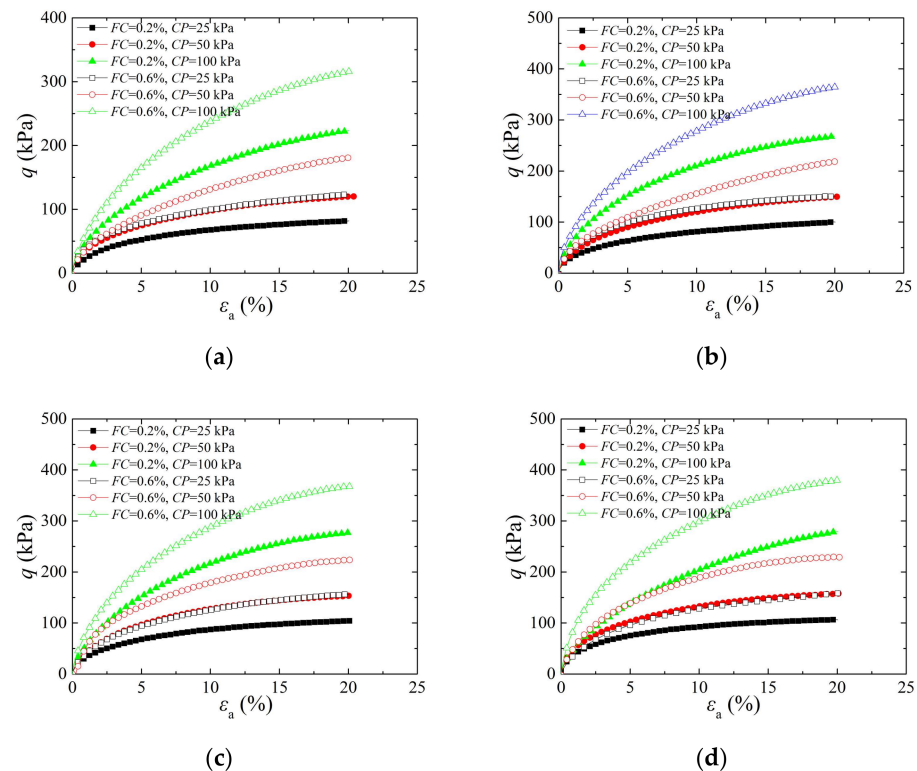 400
300
200
100
0
q (kPa)
FC=0.2%, CP=25 kPa
FC=0.2%, CP=50 kPa
FC=0.2%, CP=100 kPa
FC=0.6%, CP=25 kPa
FC=0.6%, CP=50 kPa
FC=0.6%, CP=100 kPa
0 5 10 15 20 25
εa (%)
(a)
500
400
300
200
100
0
q (kPa)
FC=0.2%, CP=25 kPa
FC=0.2%, CP=50 kPa
FC=0.2%, CP=100 kPa
FC=0.6%, CP=25 kPa
FC=0.6%, CP=50 kPa
FC=0.6%, CP=100 kPa
0 5 10 15 20 25
εa (%)
(b)
500
400
300
200
100
0
q (kPa)
FC=0.2%, CP=25 kPa
FC=0.2%, CP=50 kPa
FC=0.2%, CP=100 kPa
FC=0.6%, CP=25 kPa
FC=0.6%, CP=50 kPa
FC=0.6%, CP=100 kPa
0 5 10 15 20 25
εa (%)
(c)
500
400
300
200
100
0
q (kPa)
FC=0.2%, CP=25 kPa
FC=0.2%, CP=50 kPa
FC=0.2%, CP=100 kPa
FC=0.6%, CP=25 kPa
FC=0.6%, CP=50 kPa
FC=0.6%, CP=100 kPa
0 5 10 15 20 25
εa (%)
(d)